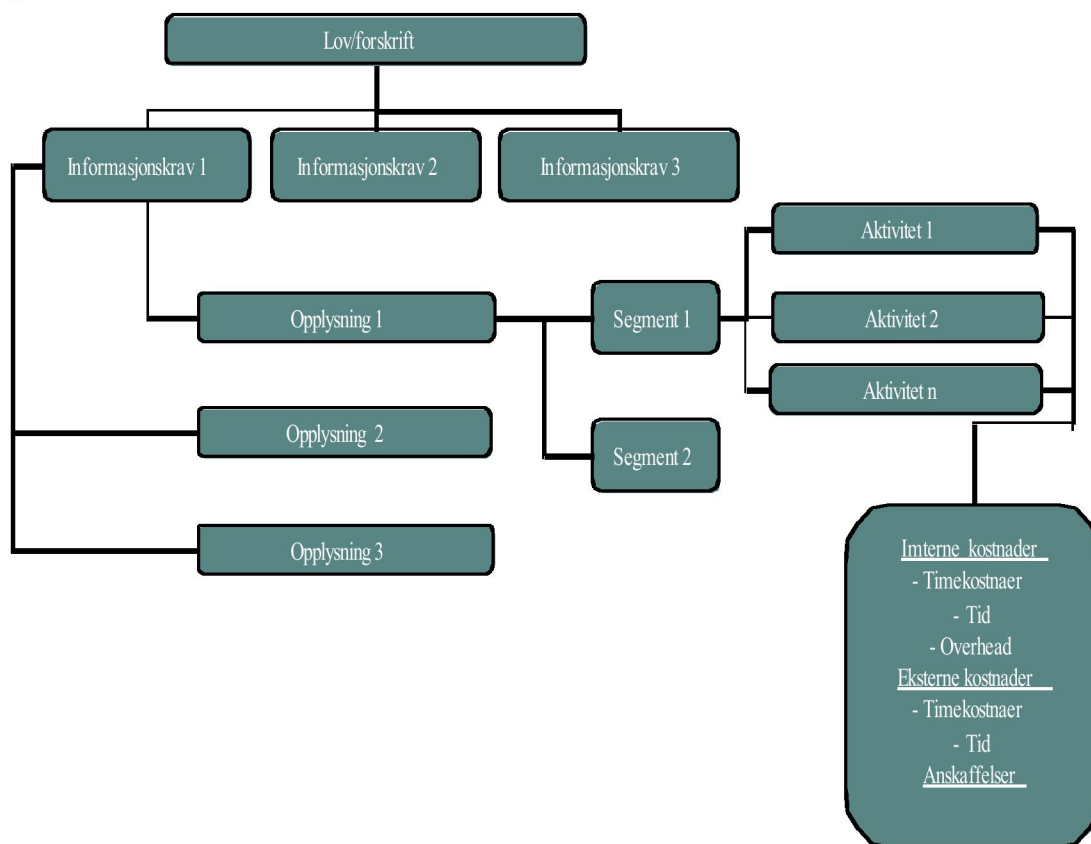 Lov/forskrift
Informasjonskrav 1
Informasjonskrav 2
Informasjonskrav 3
Aktivitet 1
Opplysning 1
Segment 1
Aktivitet 2
Aktivitet n
Opplysning 2
Segment 2
Opplysning 3
Imterne kostnader
- Timekostnaer
- Tid
- Overhead
Eksterne kostnader
- Timekostnaer
- Tid
Anskaffelser